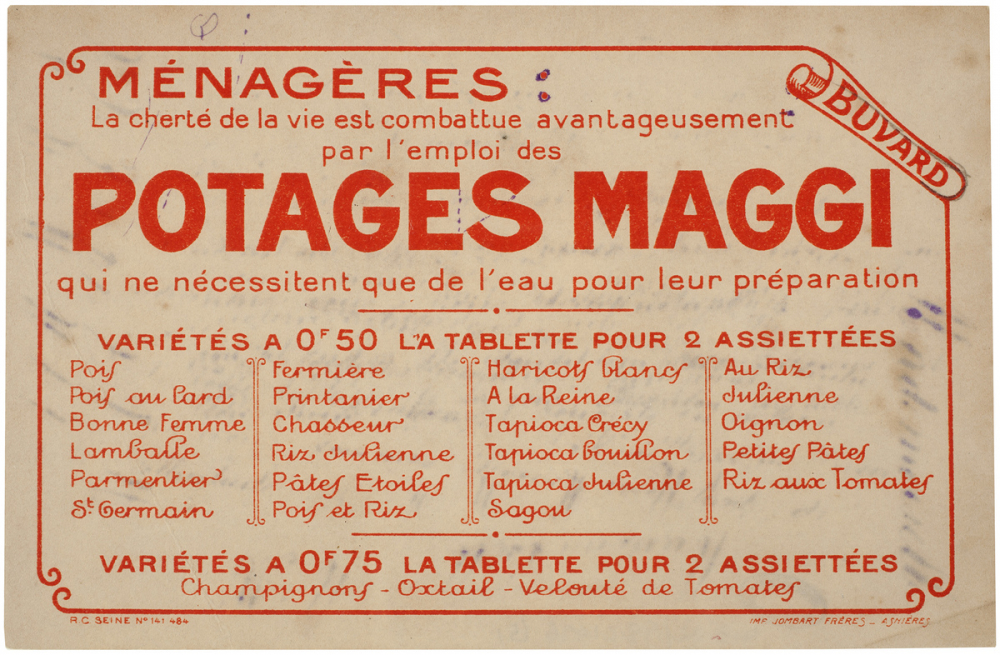 MÉNAGÈRES :
BUVARD
La cherté de la vie est combattue avantageusement
par l'emploi des
POTAGES MAGGI
qui ne nécessitent que de l'eau pour leur préparation
VARIÉTÉS A 0F50 LA TABLETTE POUR 2 ASSIETTÉES
Pois
Pois au Lard
Bonne Femme
Lamballe
Parmentier
St Germain
Fermière
Printanier
Chasseur
Riz Julienne
Pâtes Etoiles
Pois et Riz
Haricots blancs
A la Reine
Tapioca Crécy
Tapioca bouillon
Tapioca Julienne
Sagou
Au Riz
Julienne
Oignon
Petites Pâtes
Riz aux Tomates
VARIÉTÉS A 0F75 LA TABLETTE POUR 2 ASSIETTÉES
Champignons - Oxtail - Velouté de Tomates
R.C. SEINE No 141 484
IMP. JOMBART FRÈRES _ ASNIÈRES